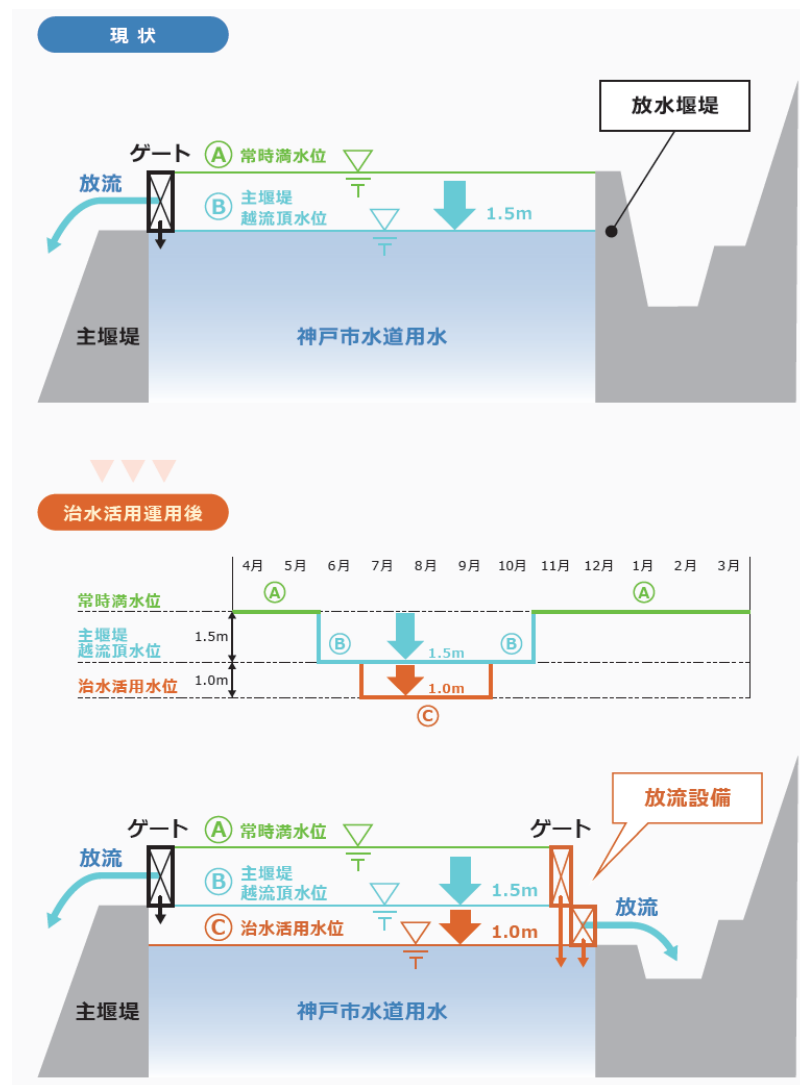 現状
放水堰堤
ゲート
Ⓐ 常時満水位
放流
Ⓑ 主堰堤
越流頂水位
1.5m
主堰堤
神戸市水道用水
治水活用運用後
4月 5月 6月 7月 8月 9月 10月 11月 12月 1月 2月 3月
Ⓐ Ⓐ
常時満水位
主堰堤
越流頂水位
1.5m
Ⓑ Ⓑ
1.5m
治水活用水位
1.0m
1.0m
Ⓒ
放流設備
ゲート
Ⓐ 常時満水位
ゲート
放流
Ⓑ 主堰堤
越流頂水位
1.5m
放流
Ⓒ 治水活用水位
1.0m
主堰堤
神戸市水道用水